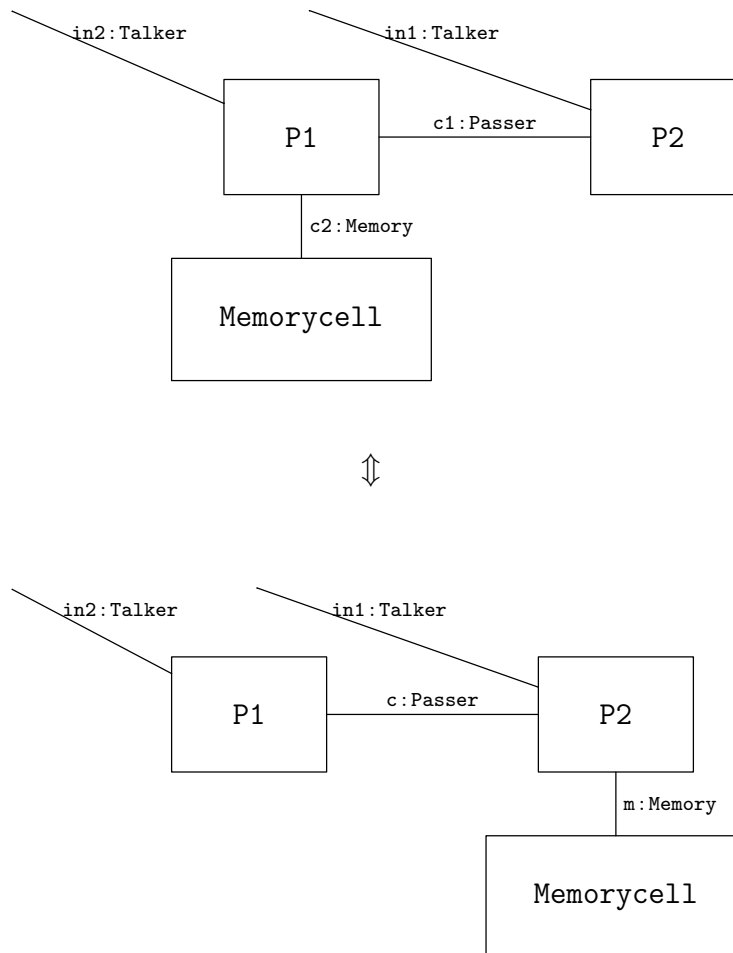 in2:Talker in1:Talker
P1 c1:Passer P2
c2:Memory
Memorycell
⇕
in2:Talker in1:Talker
P1 c:Passer P2
m:Memory
Memorycell